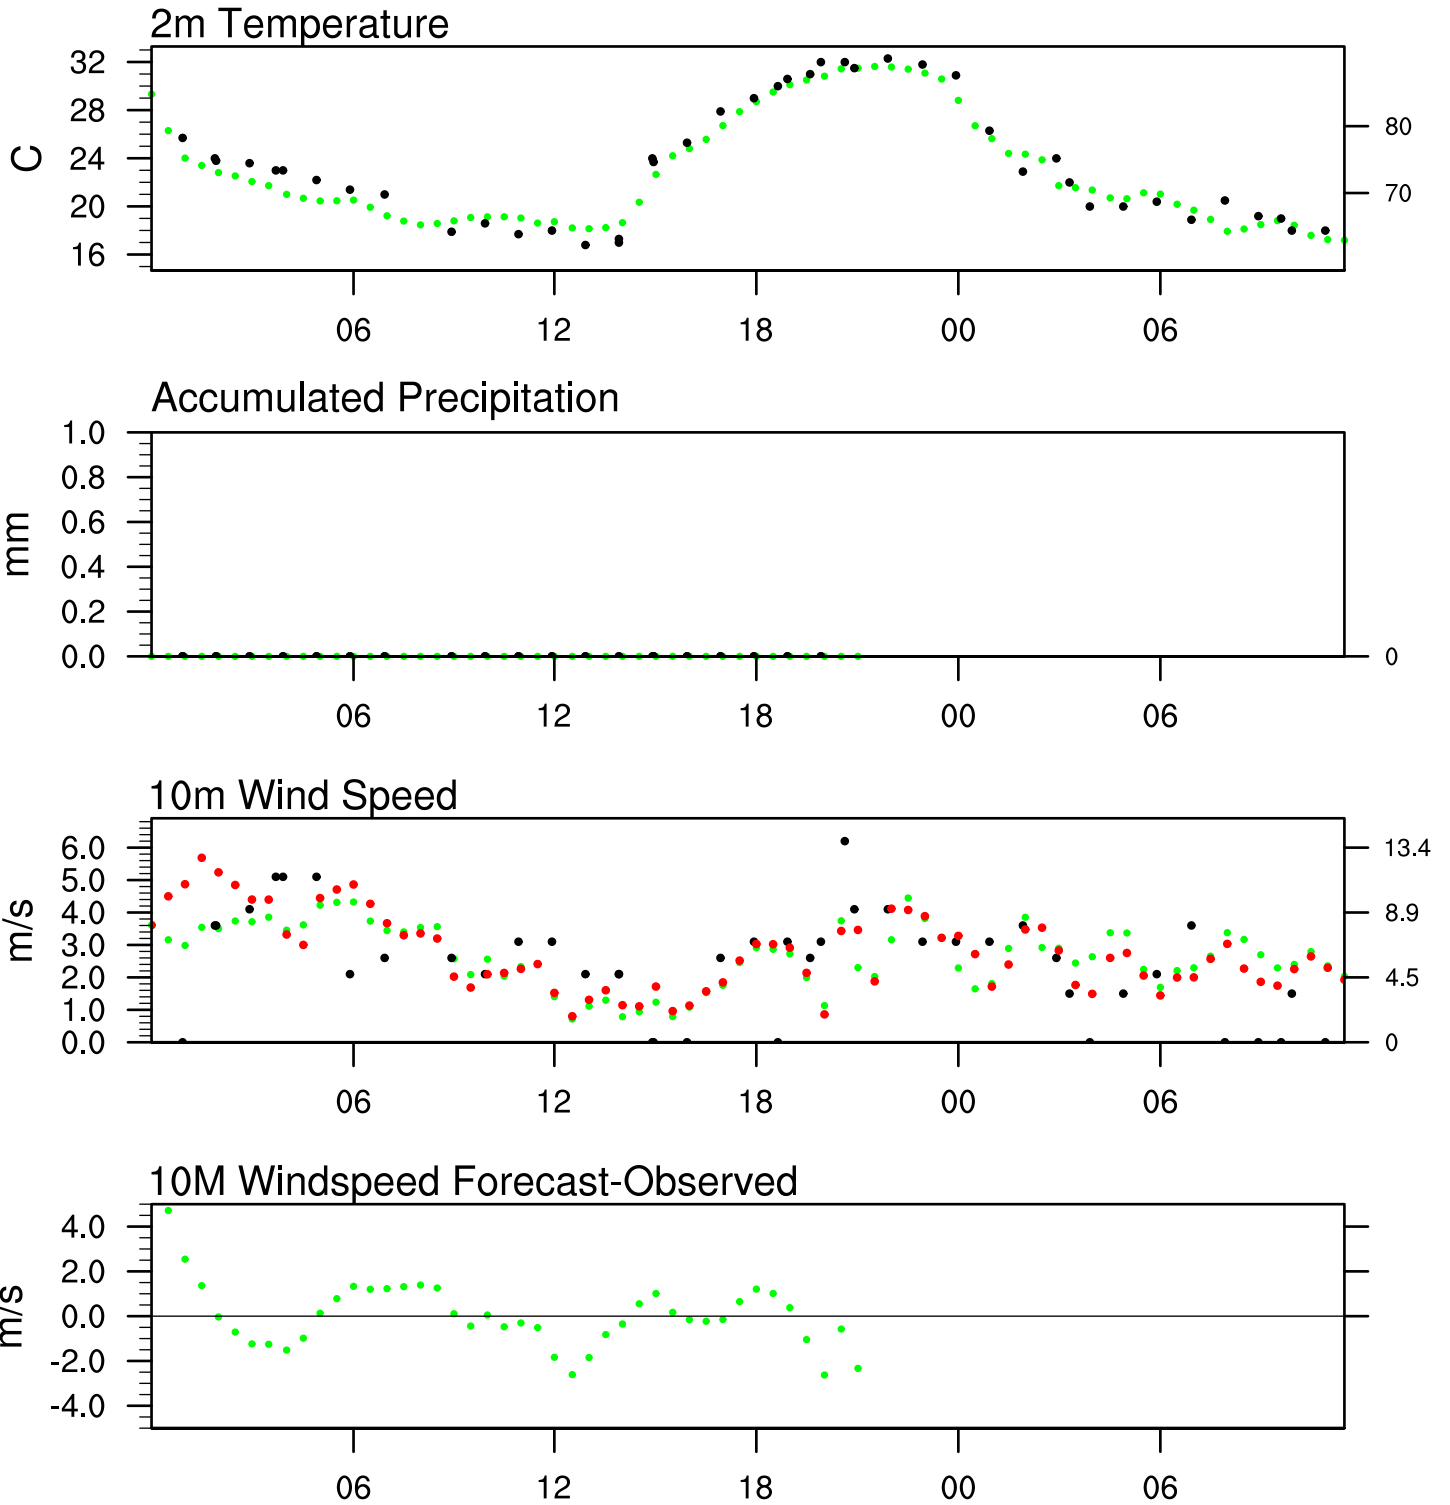 2m Temperature
32
28
80
24
C
20
70
16
06 12 18 00 06
Accumulated Precipitation
1.0
0.8
0.6
mm
0.4
0.2
0.0 0
06 12 18 00 06
10m Wind Speed
6.0 13.4
5.0
4.0 8.9
m/s
3.0
2.0 4.5
1.0
0.0 0
06 12 18 00 06
10M Windspeed Forecast-Observed
4.0
2.0
0.0
m/s
-2.0
-4.0
06 12 18 00 06